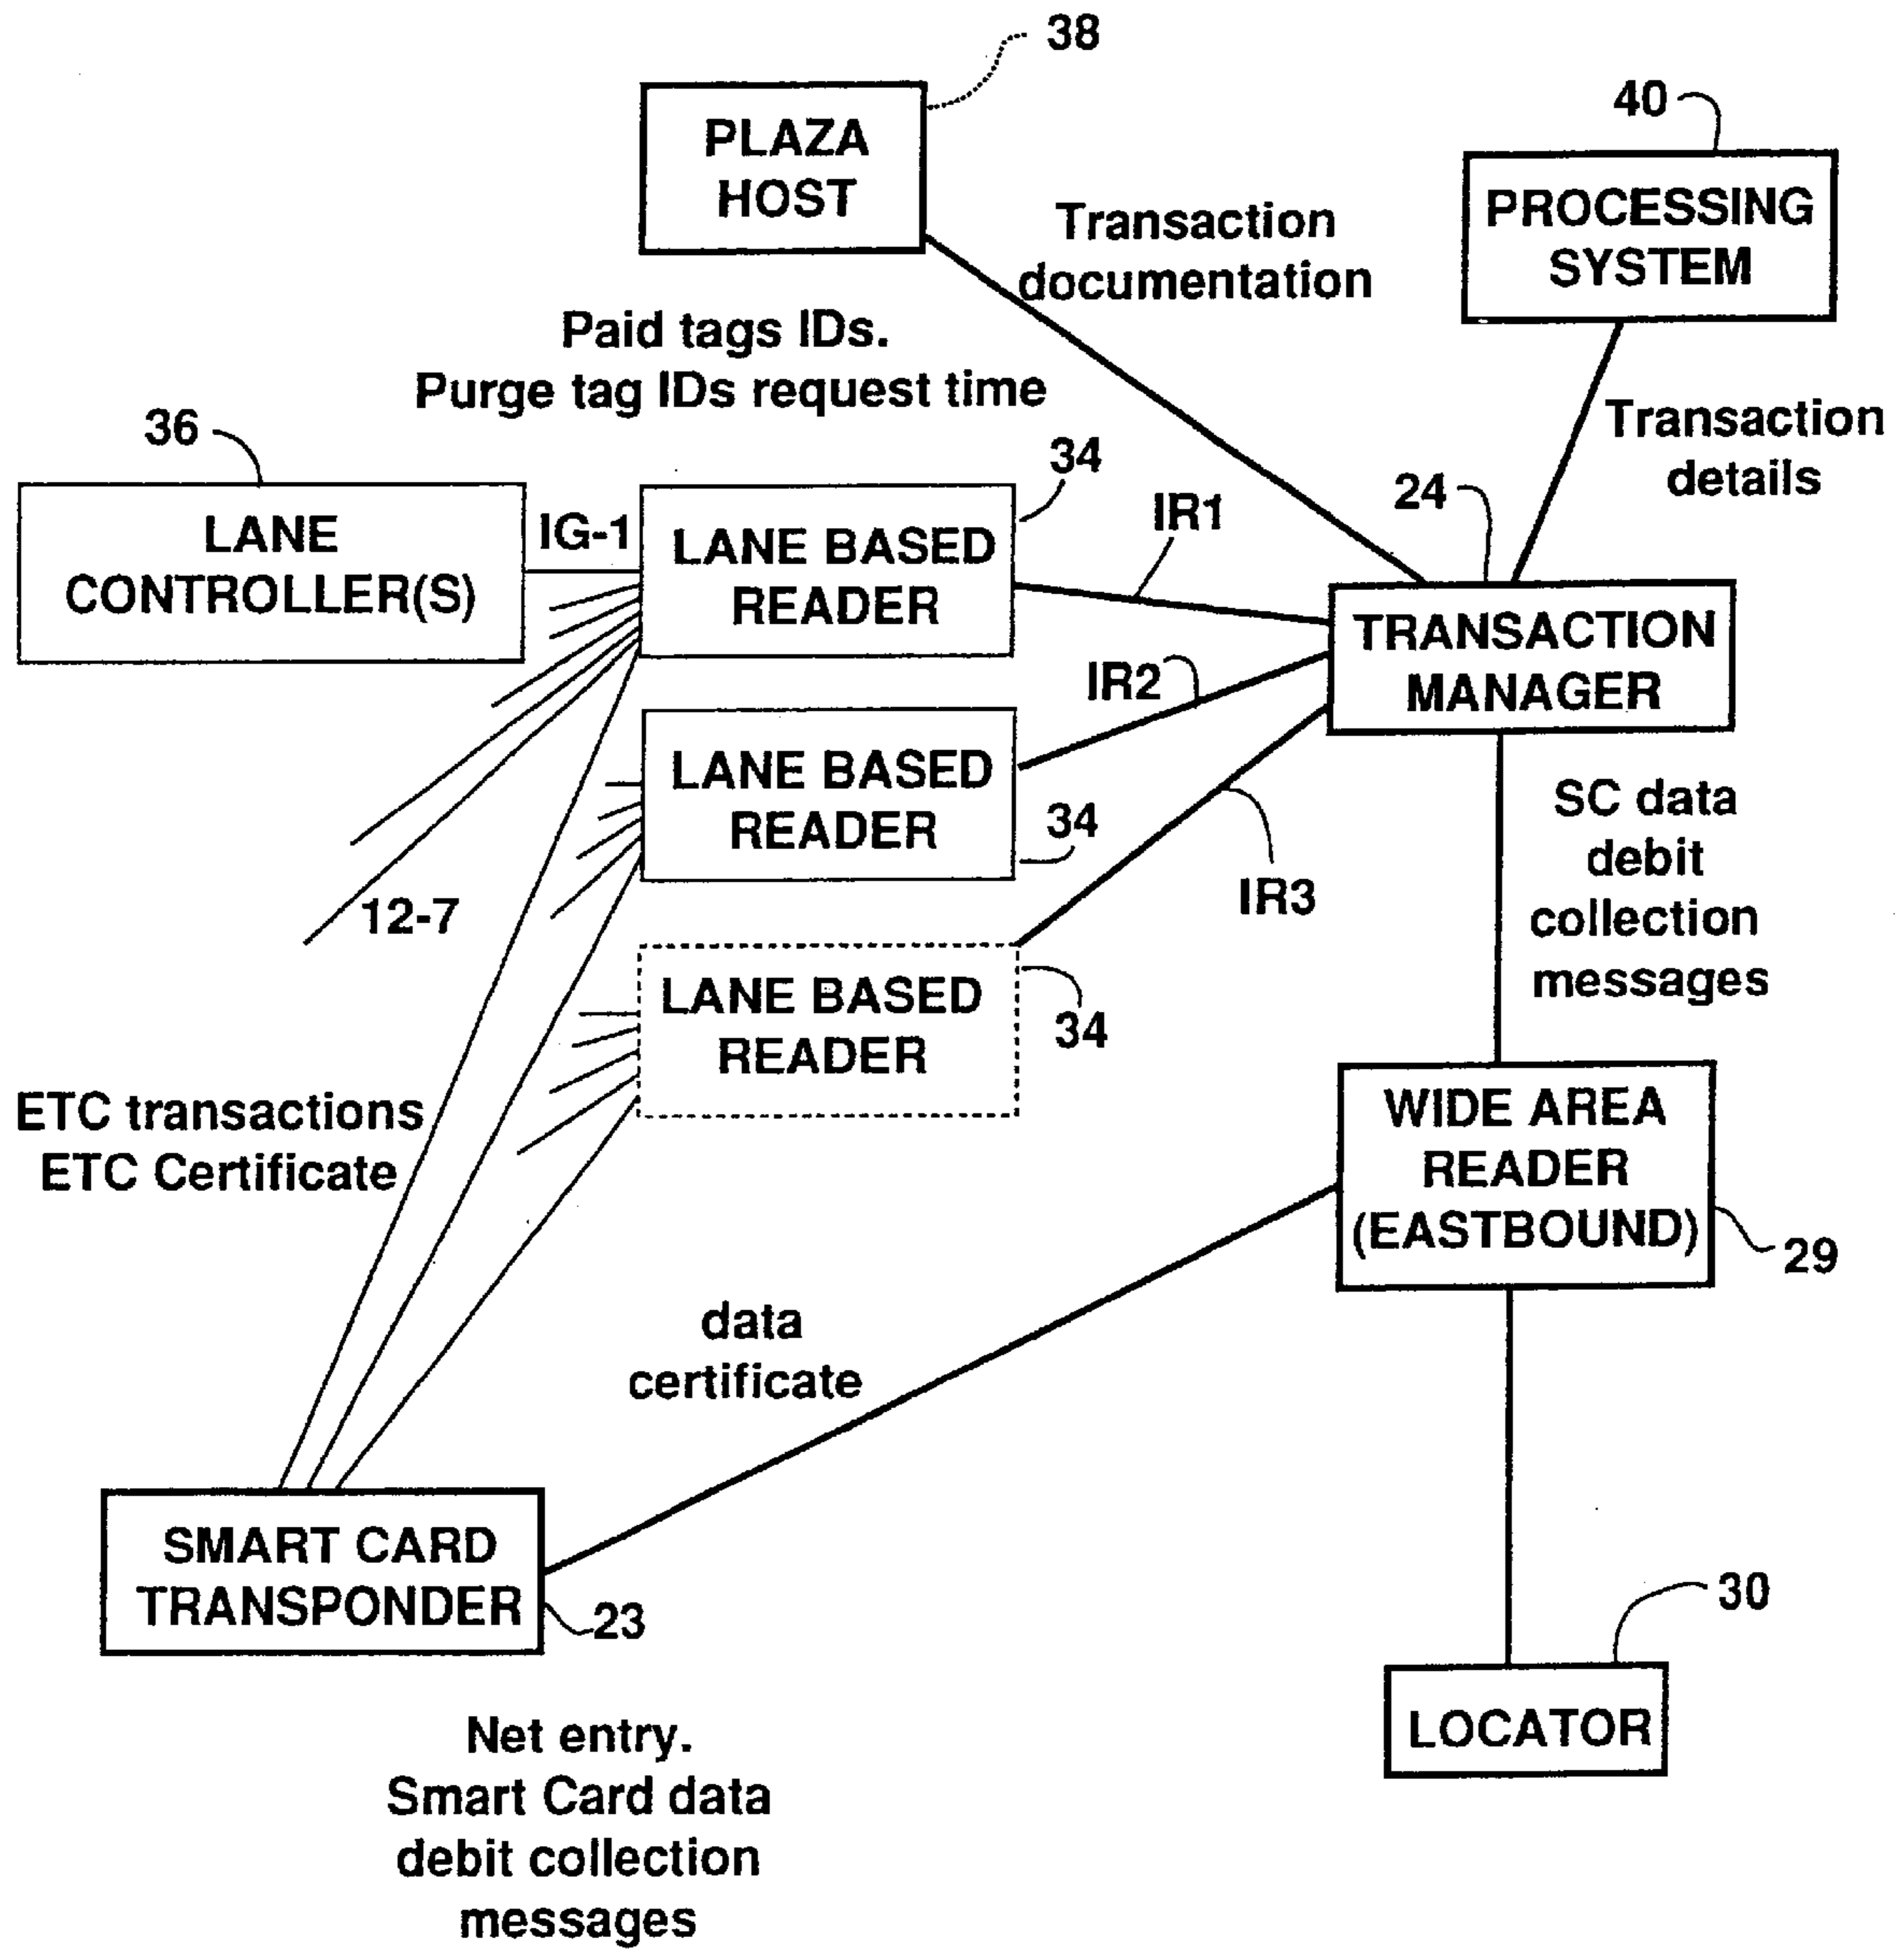 38
PLAZA
HOST
40
PROCESSING
SYSTEM
Transaction
documentation
Paid tags IDs.
Purge tag IDs request time
Transaction
details
36
34
24
LANE
CONTROLLER(S)
IG-1
LANE BASED
READER
IR1
TRANSACTION
MANAGER
IR2
LANE BASED
READER
34
IR3
SC data
debit
collection
messages
12-7
LANE BASED
READER
34
ETC transactions
ETC Certificate
WIDE AREA
READER
(EASTBOUND)
29
data
certificate
SMART CARD
TRANSPONDER
23
30
LOCATOR
Net entry.
Smart Card data
debit collection
messages